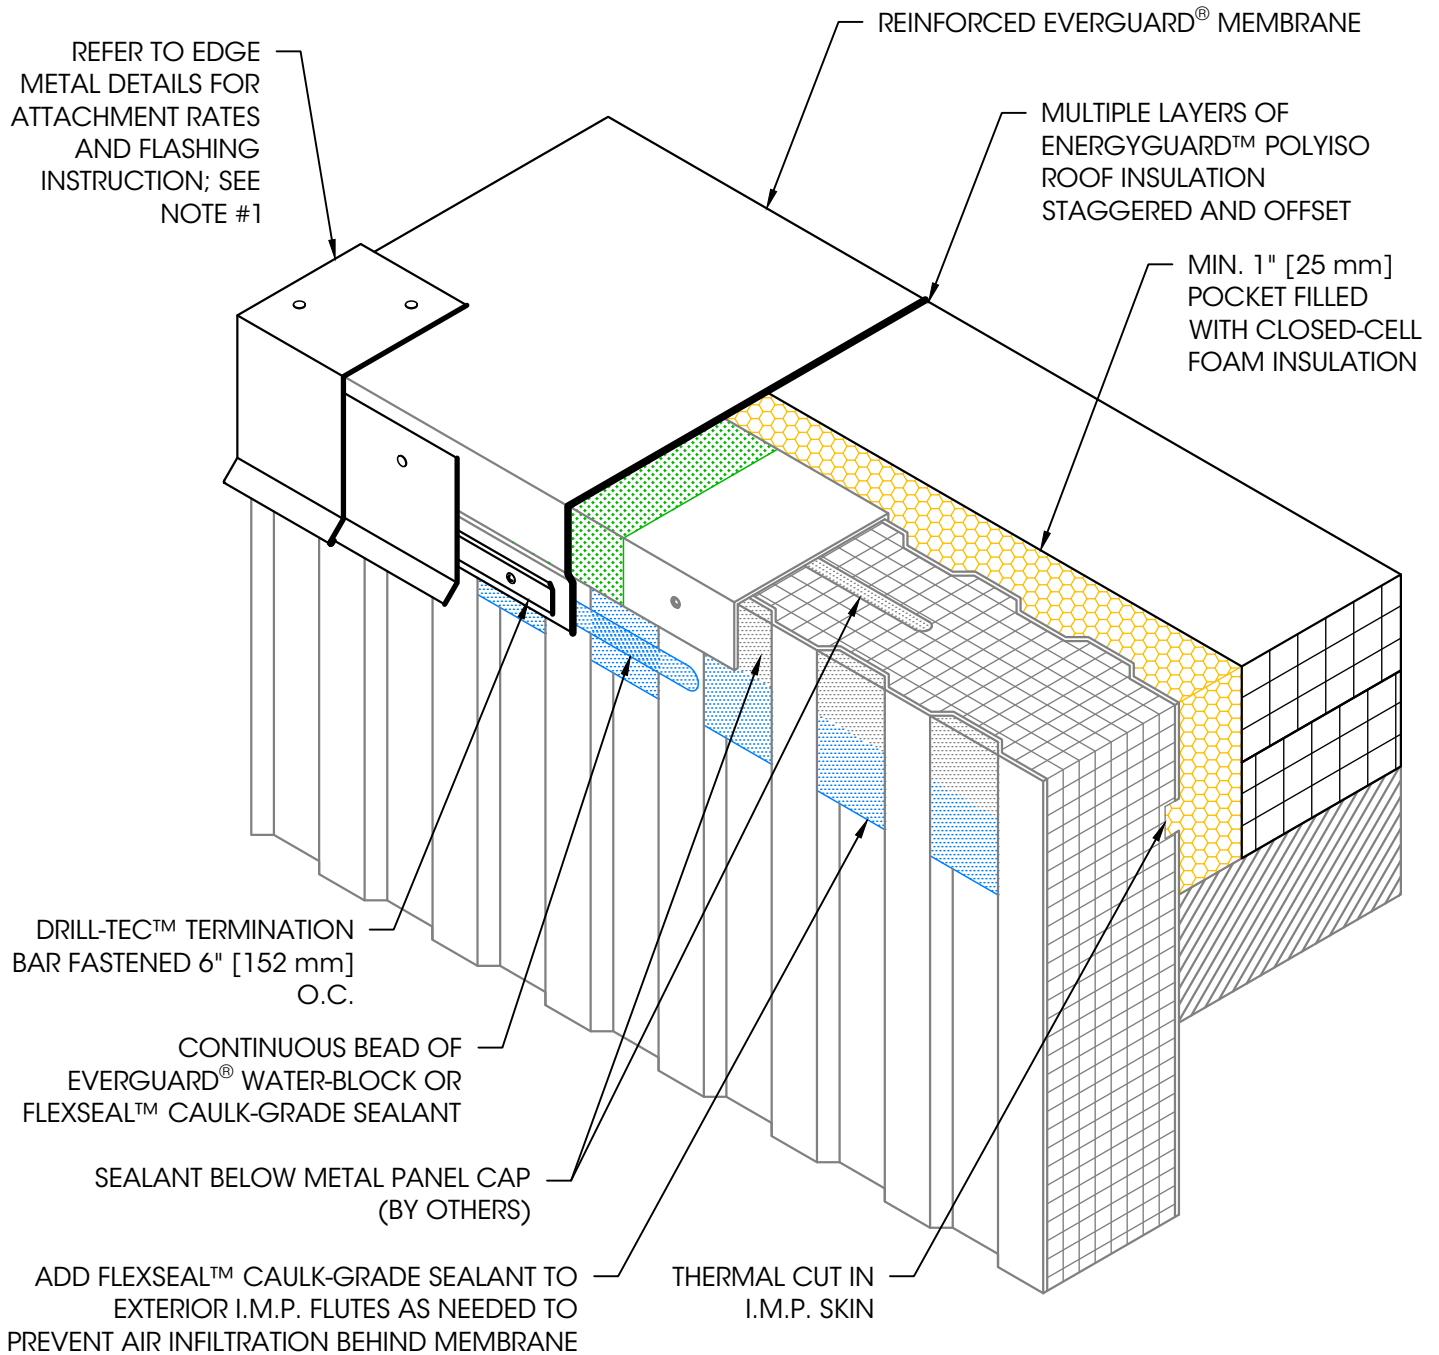 REINFORCED EVERGUARD® MEMBRANE
REFER TO EDGE
METAL DETAILS FOR
ATTACHMENT RATES
AND FLASHING
INSTRUCTION; SEE
NOTE #1
MULTIPLE LAYERS OF
ENERGYGUARD™ POLYISO
ROOF INSULATION
STAGGERED AND OFFSET
MIN. 1" [25 mm]
POCKET FILLED
WITH CLOSED-CELL
FOAM INSULATION
DRILL-TEC™ TERMINATION
BAR FASTENED 6" [152 mm]
O.C.
CONTINUOUS BEAD OF
EVERGUARD® WATER-BLOCK OR
FLEXSEAL™ CAULK-GRADE SEALANT
SEALANT BELOW METAL PANEL CAP
(BY OTHERS)
ADD FLEXSEAL™ CAULK-GRADE SEALANT TO
EXTERIOR I.M.P. FLUTES AS NEEDED TO
PREVENT AIR INFILTRATION BEHIND MEMBRANE
THERMAL CUT IN
I.M.P. SKIN